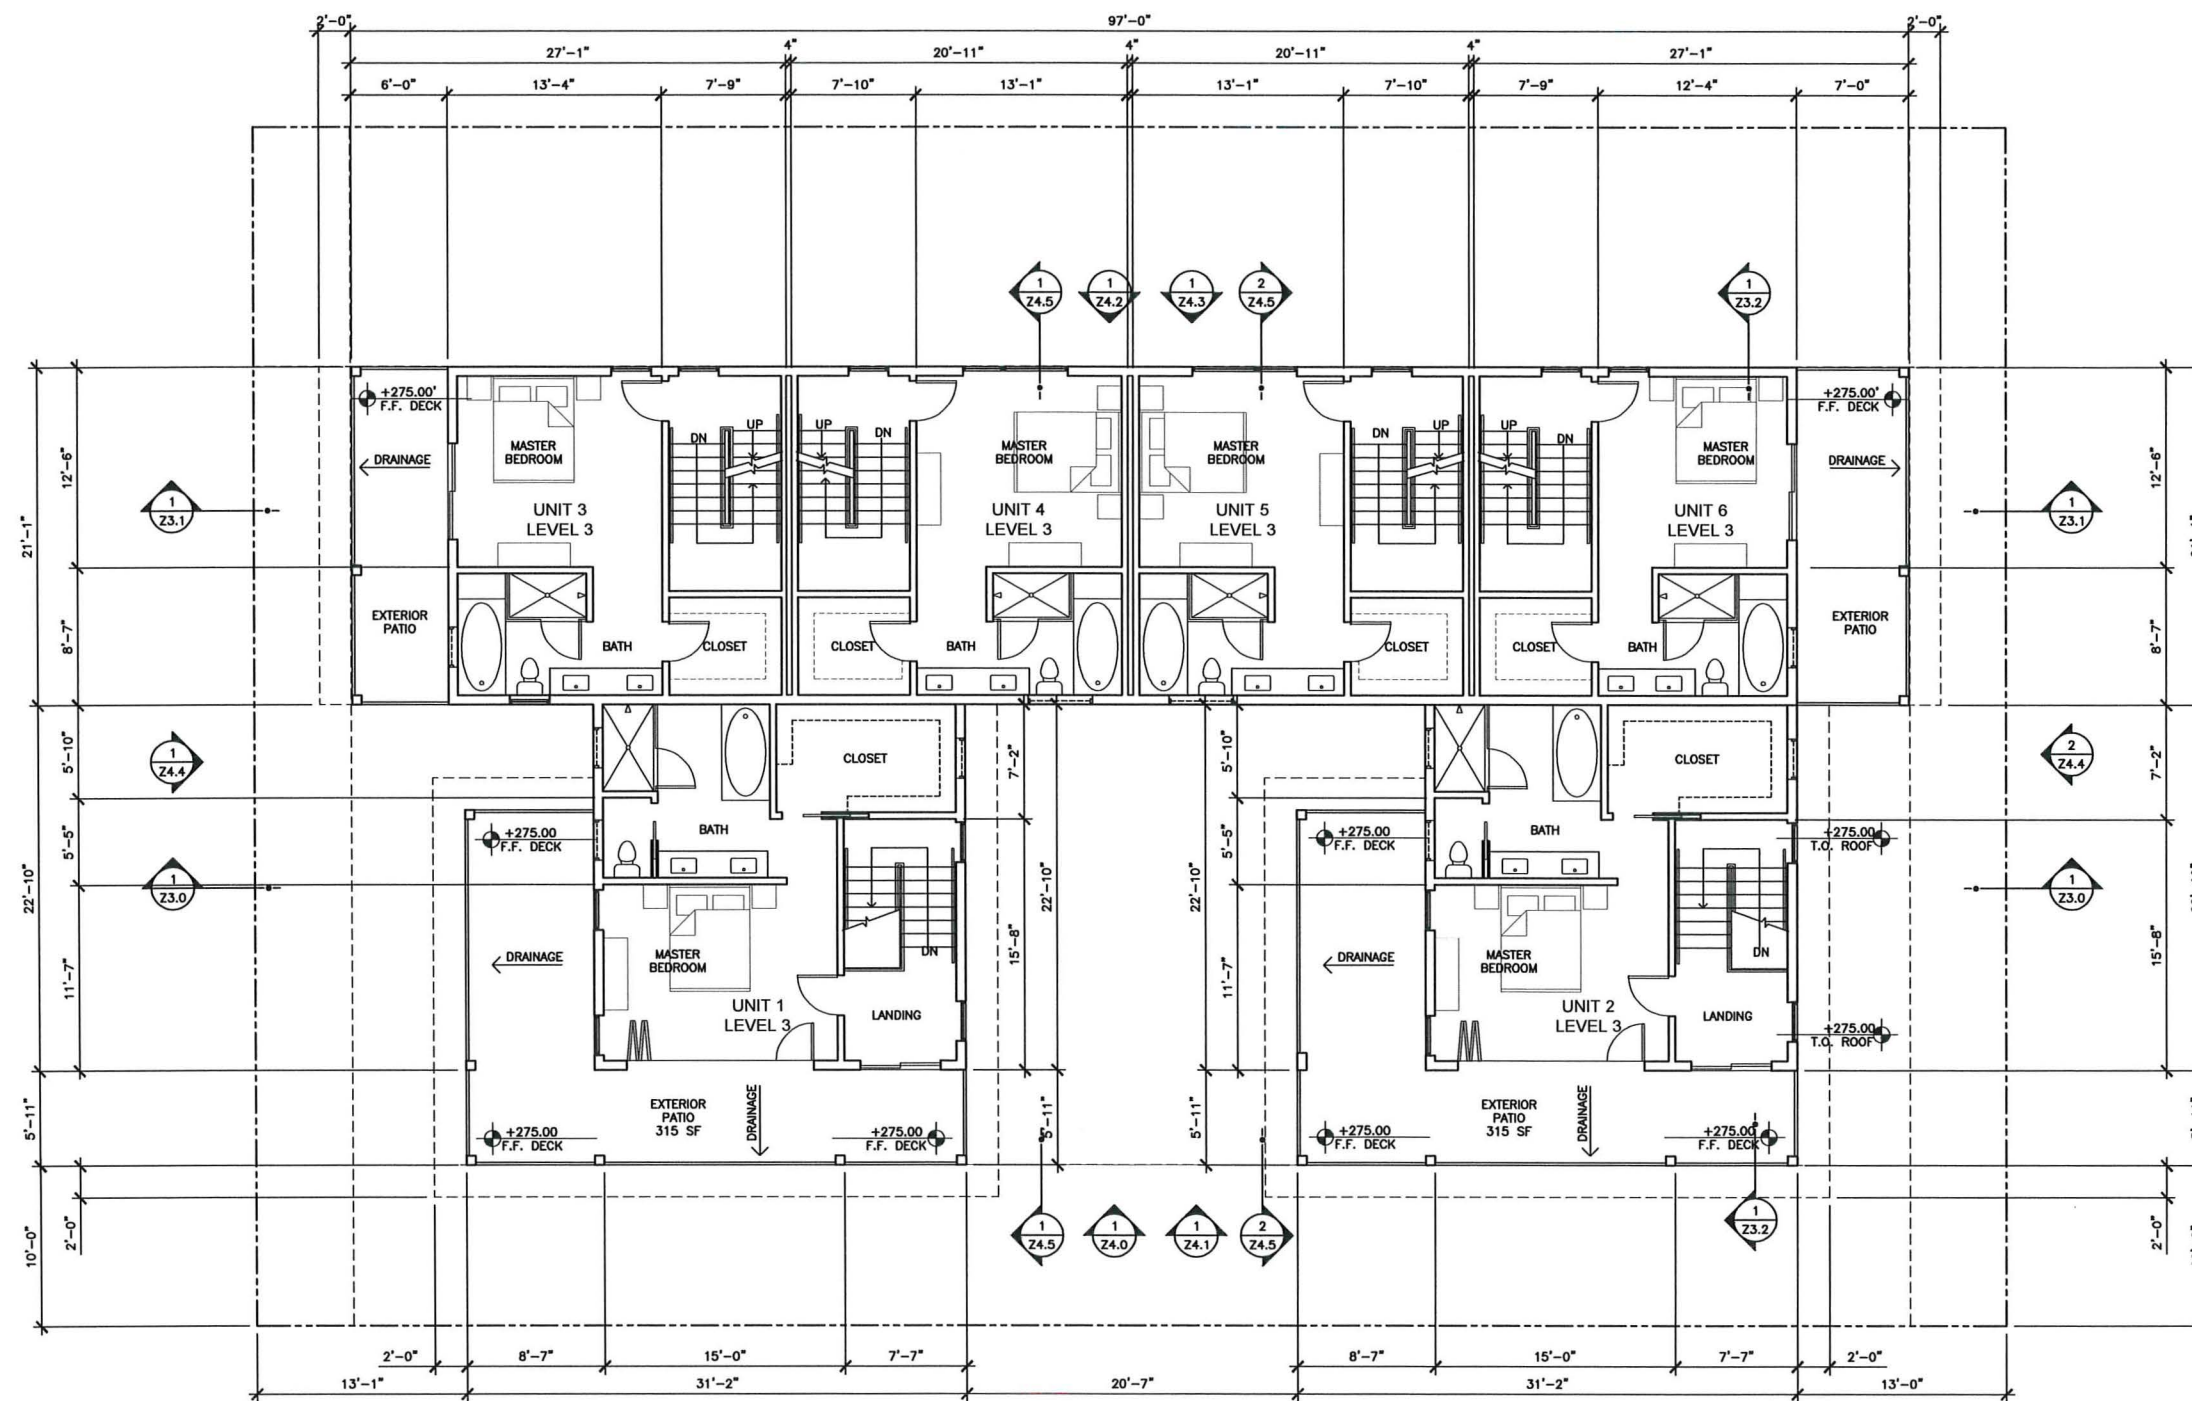 2'-0"
97'-0"
2'-0"
27'-1"
4"
20'-11"
4"
20'-11"
4"
27'-1"
6'-0"
13'-4"
7'-9"
7'-10"
13'-1"
13'-1"
7'-10"
7'-9"
12'-4"
7'-0"
1
Z4.5
1
Z4.2
1
Z4.3
2
Z4.5
1
Z3.2
+275.00'
F.F. DECK
+275.00'
F.F. DECK
DRAINAGE
MASTER
BEDROOM
UNIT 3
LEVEL 3
DN
UP
UP
DN
MASTER
BEDROOM
UNIT 4
LEVEL 3
MASTER
BEDROOM
UNIT 5
LEVEL 3
DN
UP
UP
DN
MASTER
BEDROOM
UNIT 6
LEVEL 3
DRAINAGE
21'-1"
12'-6"
8'-7"
1
Z3.1
1
Z3.1
12'-6"
8'-7"
EXTERIOR
PATIO
BATH
CLOSET
CLOSET
BATH
BATH
CLOSET
CLOSET
BATH
EXTERIOR
PATIO
22'-10"
5'-10"
5'-5"
11'-7"
1
Z4.4
1
Z3.0
CLOSET
7'-2"
5'-10"
CLOSET
2
Z4.4
7'-2"
+275.00
F.F. DECK
BATH
22'-10"
15'-8"
22'-10"
5'-5"
11'-7"
+275.00
F.F. DECK
BATH
+275.00
T.O. ROOF
1
Z3.0
15'-8"
DRAINAGE
MASTER
BEDROOM
DN
UNIT 1
LEVEL 3
LANDING
DRAINAGE
MASTER
BEDROOM
DN
UNIT 2
LEVEL 3
LANDING
+275.00
T.O. ROOF
5'-11"
EXTERIOR
PATIO
315 SF
DRAINAGE
+275.00
F.F. DECK
+275.00
F.F. DECK
5'-11"
5'-11"
EXTERIOR
PATIO
315 SF
DRAINAGE
+275.00
F.F. DECK
+275.00
F.F. DECK
10'-0"
2'-0"
1
Z4.5
1
Z4.0
1
Z4.1
2
Z4.5
1
Z3.2
2'-0"
2'-0"
8'-7"
15'-0"
7'-7"
8'-7"
15'-0"
7'-7"
2'-0"
13'-1"
31'-2"
20'-7"
31'-2"
13'-0"